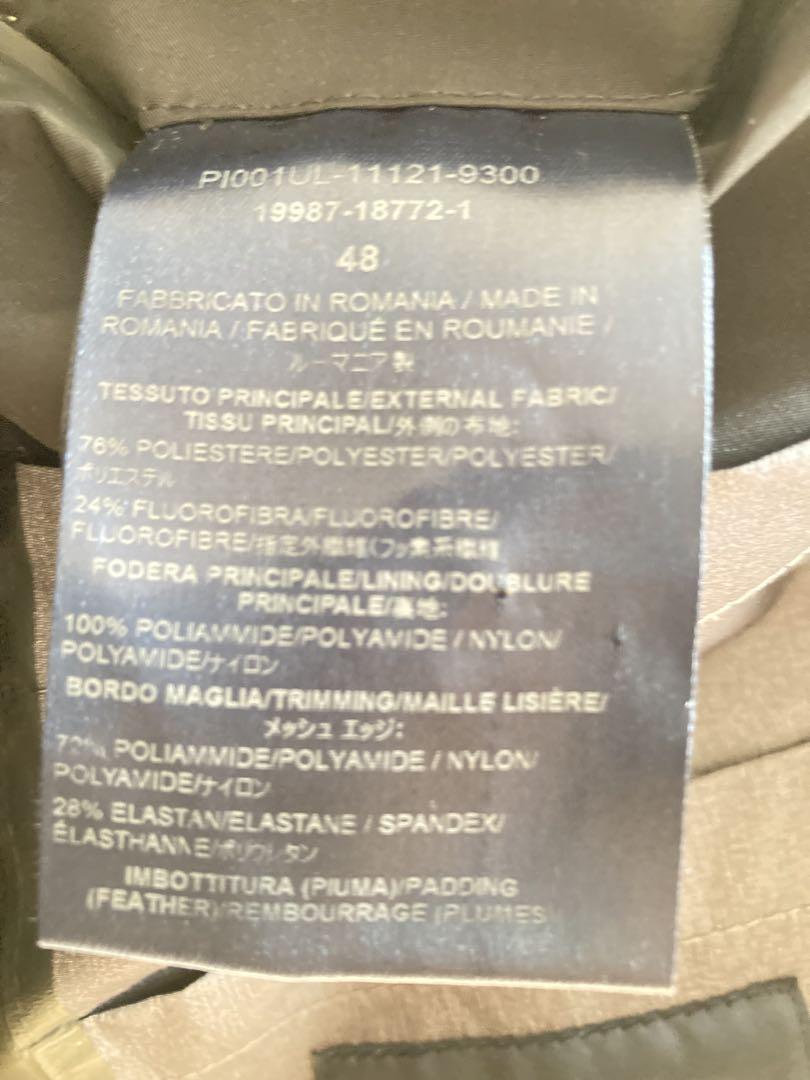 PI001UL-11121-9300
19987-18772-1
48
FABBRICATO IN ROMANIA / MADE IN
ROMANIA / FABRIQUÉ EN ROUMANIE /
ルーマニア製
TESSUTO PRINCIPALE/EXTERNAL FABRIC/
TISSU PRINCIPAL/外側の布地:
76% POLIESTERE/POLYESTER/POLYESTER/
ポリエステル
24% FLUOROFIBRA/FLUOROFIBRE/
FLUOROFIBRE/指定外繊維(フッ素系繊維
FODERA PRINCIPALE/LINING/DOUBLURE
PRINCIPALE/裏地:
100% POLIAMMIDE/POLYAMIDE / NYLON/
POLYAMIDE/ナイロン
BORDO MAGLIA/TRIMMING/MAILLE LISIÈRE/
メッシュ エッジ:
72% POLIAMMIDE/POLYAMIDE / NYLON/
POLYAMIDE/ナイロン
28% ELASTAN/ELASTANE / SPANDEX/
ÉLASTHANNE/ポリウレタン
IMBOTTITURA (PIUMA)/PADDING
(FEATHER)/REMBOURRAGE (PLUMES)